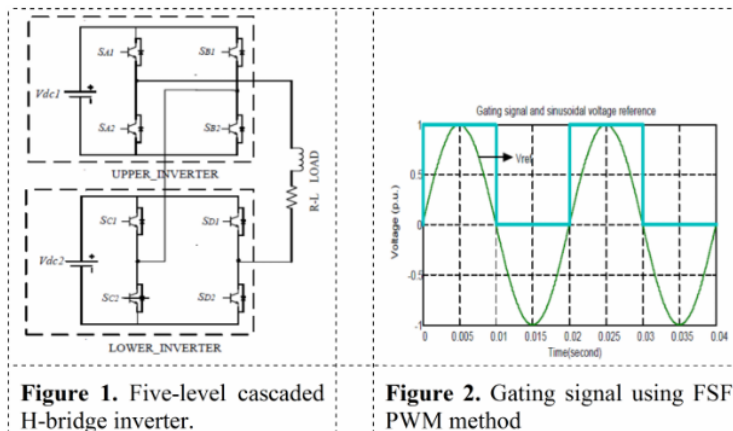 SA1
SB1
Vdc1
SA2
SB2
UPPER_INVERTER
R-L LOAD
SC1
SD1
Vdc2
SC2
SD2
LOWER_INVERTER
Figure 1. Five-level cascaded
H-bridge inverter.
Gating signal and sinusoidal voltage reference
Voltage (p.u.)
1
0.5
0
-0.5
-1
Vref
0 0.005 0.01 0.015 0.02 0.025 0.03 0.035 0.04
Time(second)
Figure 2. Gating signal using FSF
PWM method